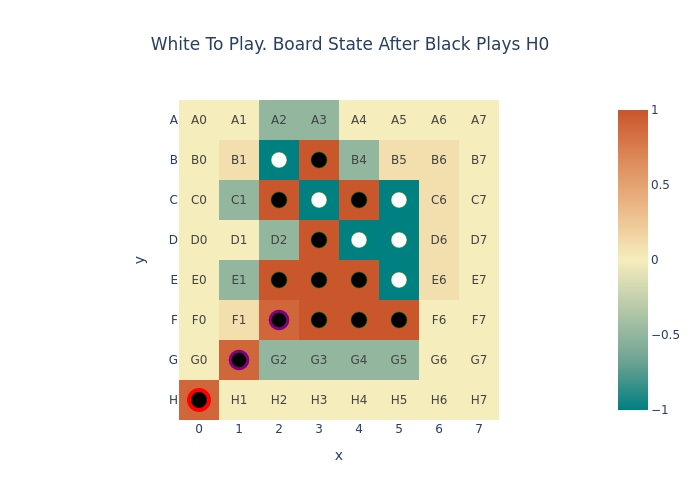 White To Play. Board State After Black Plays H0
A A0 A1 A2 A3 A4 A5 A6 A7
B B0 B1 B4 B5 B6 B7
C C0 C1 C6 C7
D D0 D1 D2 D6 D7
E E0 E1 E6 E7
F F0 F1 F6 F7
G G0 G2 G3 G4 G5 G6 G7
H H1 H2 H3 H4 H5 H6 H7
0 1 2 3 4 5 6 7
x
y
1
0.5
0
−0.5
−1